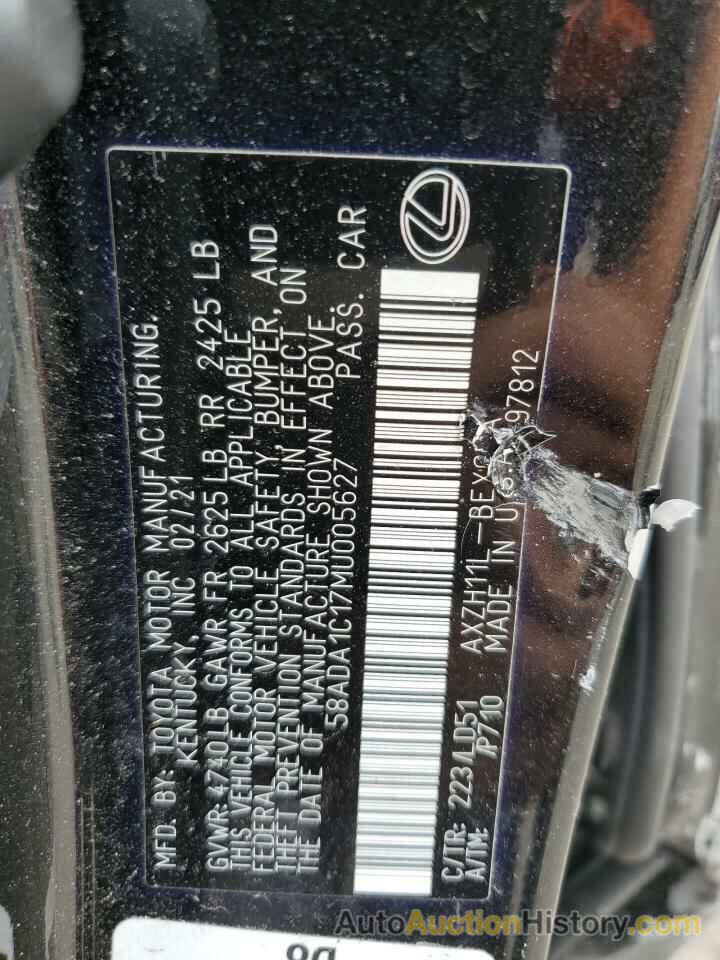 MFD. BY: TOYOTA MOTOR MANUFACTURING.
KENTUCKY, INC 02/21
GVWR 4740LB GAWR FR 2625 LB RR 2425 LB
THIS VEHICLE CONFORMS TO ALL APPLICABLE
FEDERAL MOTOR VEHICLE SAFETY, BUMPER, AND
THEFT PREVENTION STANDARDS IN EFFECT ON
THE DATE OF MANUFACTURE SHOWN ABOVE.
58ADA1C17MU005627 PASS. CAR
C/TR: 223 /LD51 AXZH11L-BEX
A/TM: /P710 MADE IN U.S. 97812
AutoAuctionHistory.com